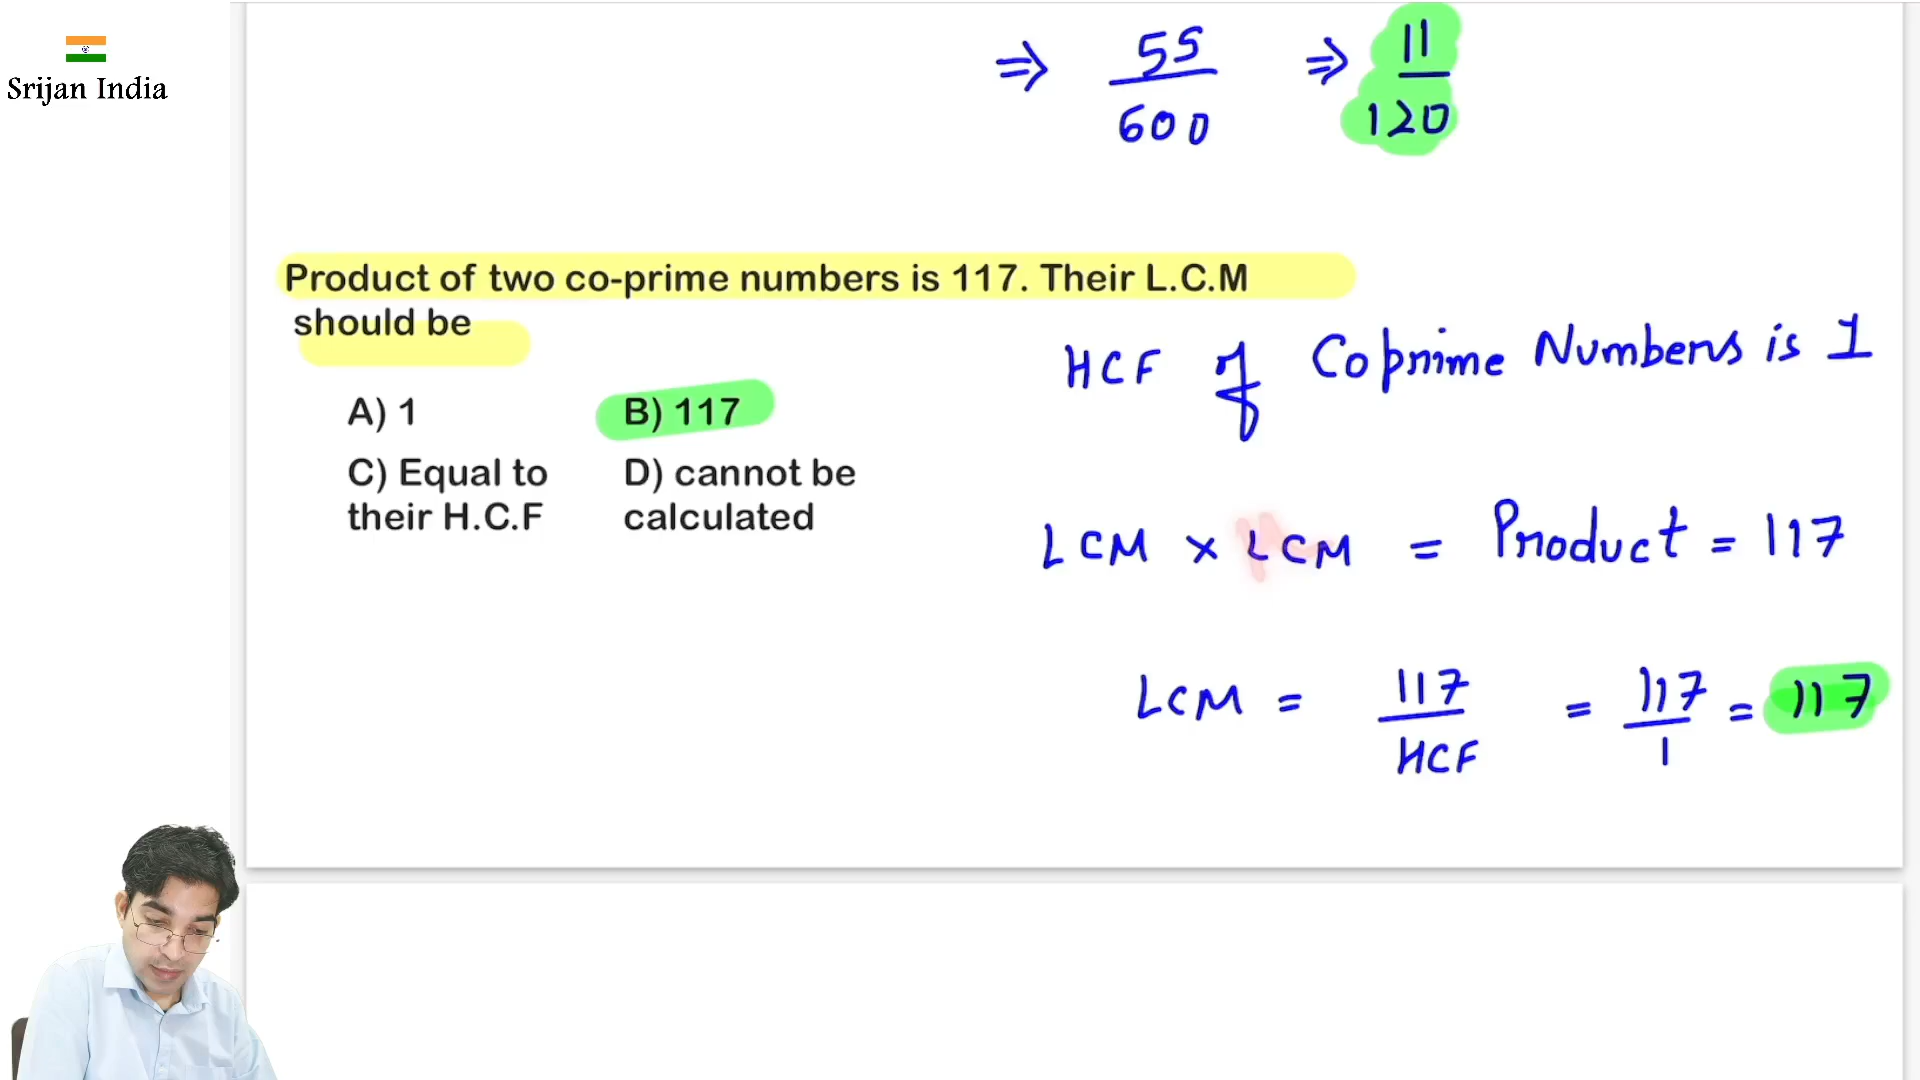 Srijan India
⇒ 55/600 ⇒ 11/120
Product of two co-prime numbers is 117. Their L.C.M
should be
A) 1 B) 117
C) Equal to their H.C.F D) cannot be calculated
HCF of Coprime Numbers is 1
LCM × LCM = Product = 117
LCM = 117/HCF = 117/1 = 117